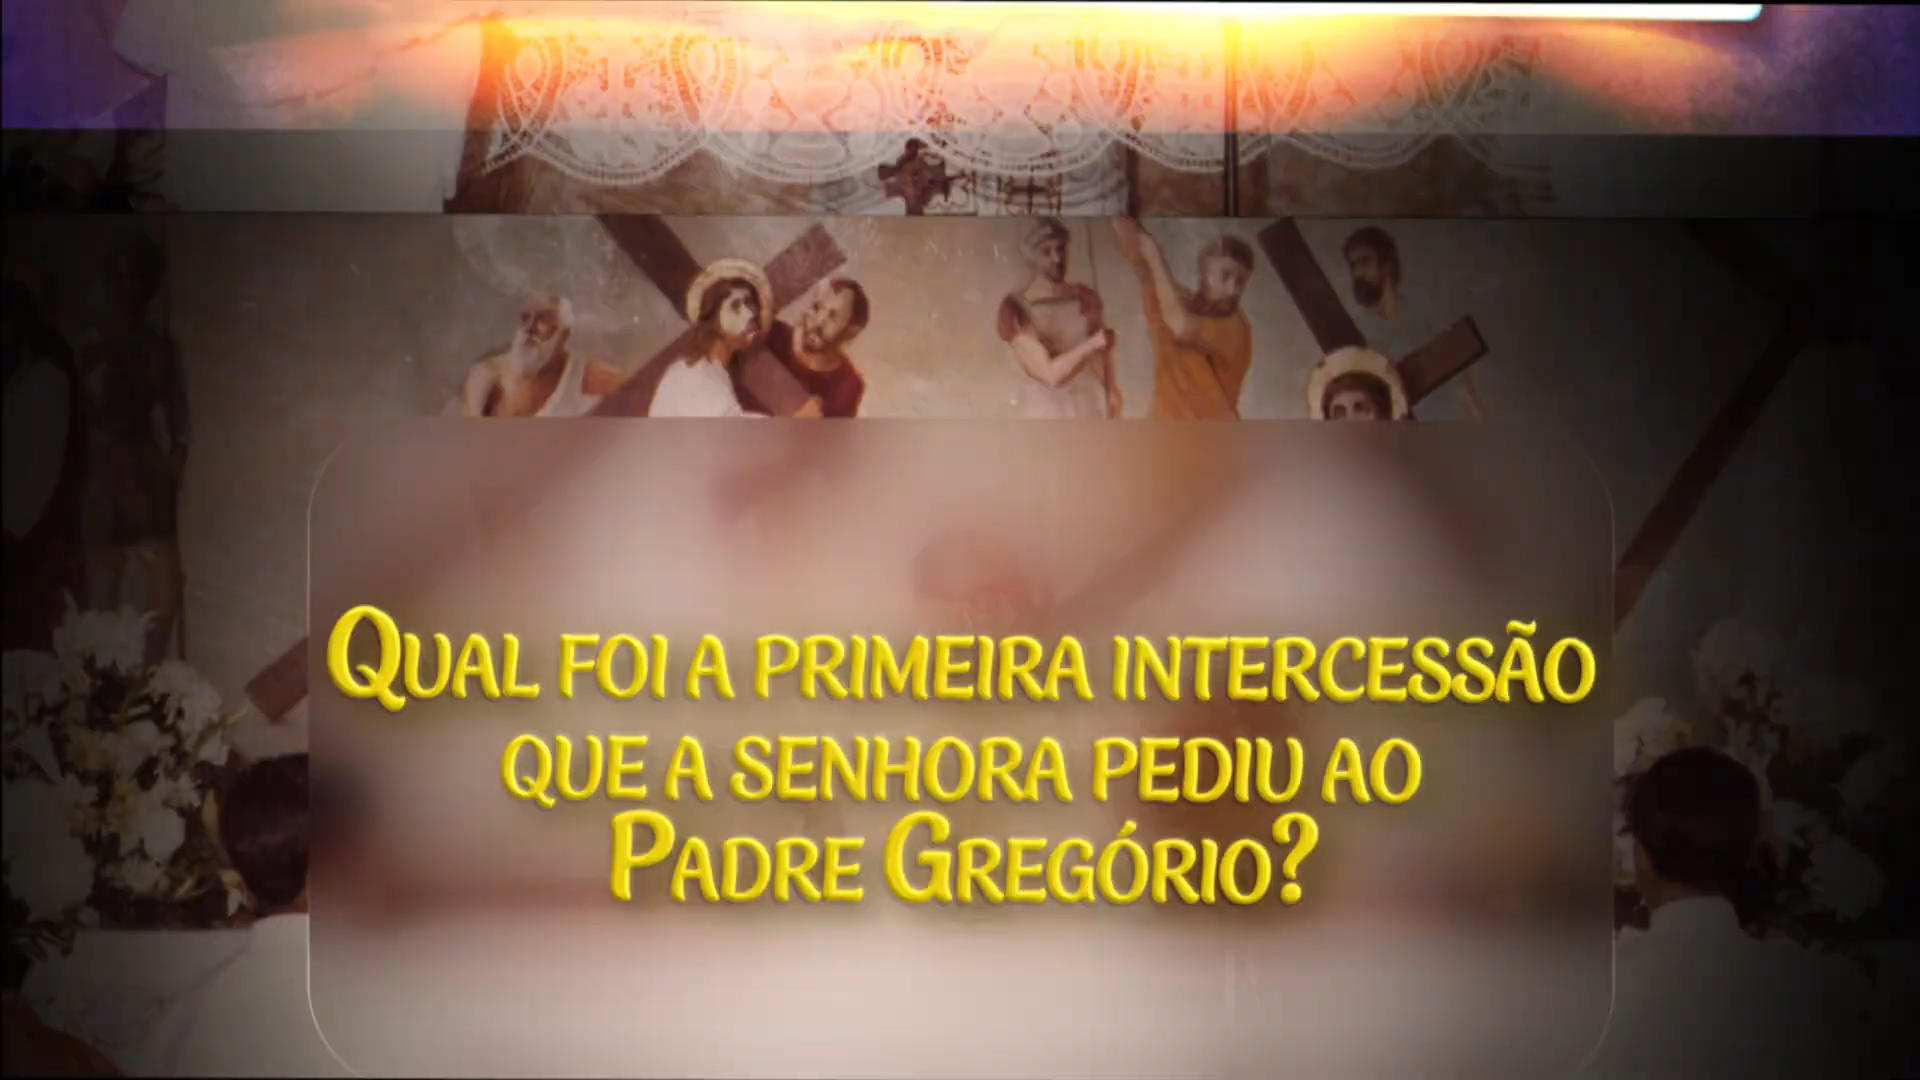 Qual foi a primeira intercessão
que a senhora pediu ao
Padre Gregório?